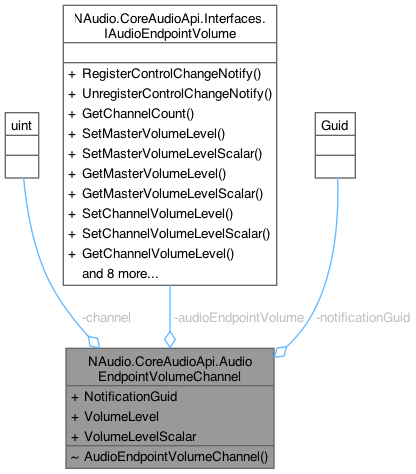 NAudio.CoreAudioApi.Interfaces.
IAudioEndpointVolume
+ RegisterControlChangeNotify()
+ UnregisterControlChangeNotify()
+ GetChannelCount()
+ SetMasterVolumeLevel()
+ SetMasterVolumeLevelScalar()
+ GetMasterVolumeLevel()
+ GetMasterVolumeLevelScalar()
+ SetChannelVolumeLevel()
+ SetChannelVolumeLevelScalar()
+ GetChannelVolumeLevel()
and 8 more...
uint
Guid
-channel
-audioEndpointVolume
-notificationGuid
NAudio.CoreAudioApi.Audio
EndpointVolumeChannel
+ NotificationGuid
+ VolumeLevel
+ VolumeLevelScalar
~ AudioEndpointVolumeChannel()